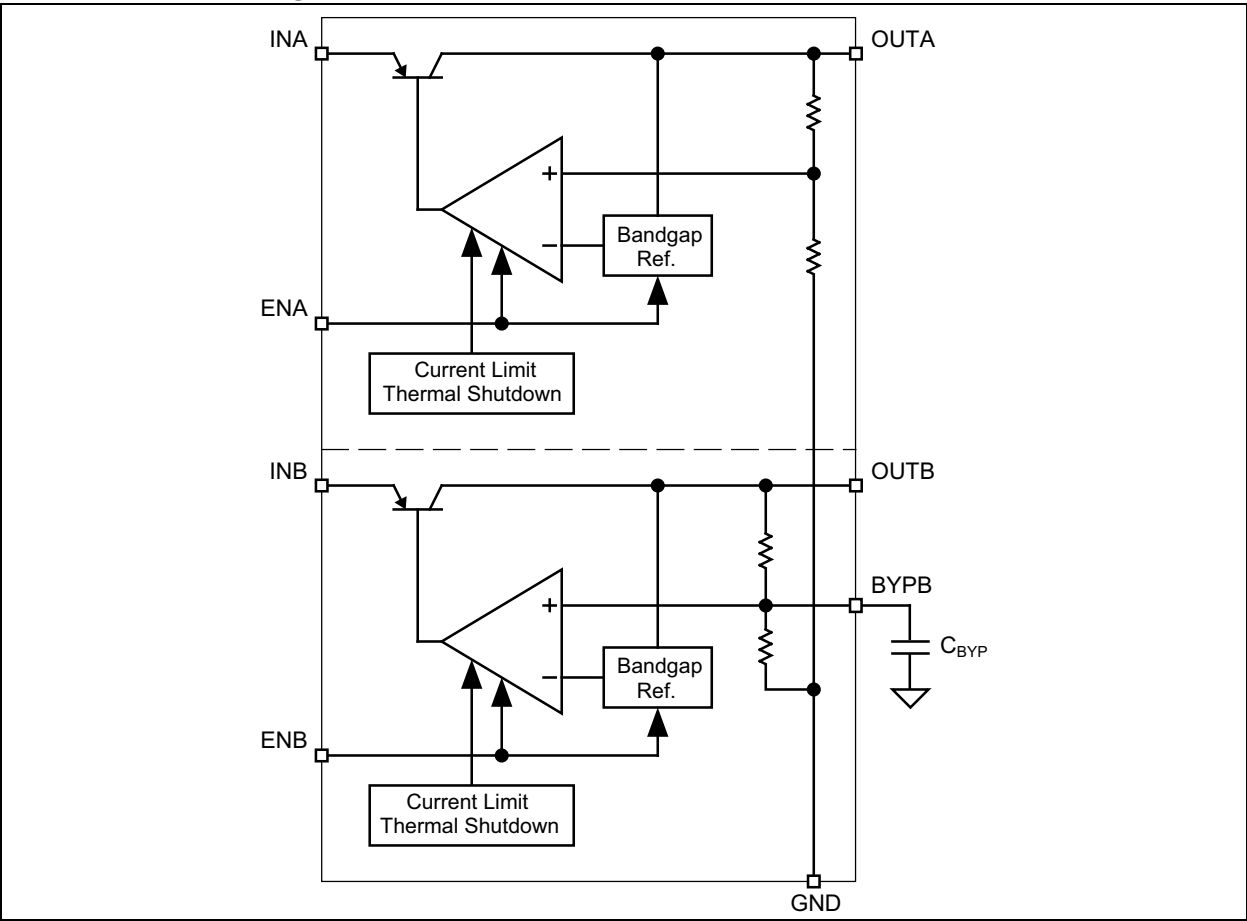 INA
OUTA
+
−
Bandgap
Ref.
ENA
Current Limit
Thermal Shutdown
INB
OUTB
BYPB
+
CBYP
−
Bandgap
Ref.
ENB
Current Limit
Thermal Shutdown
GND